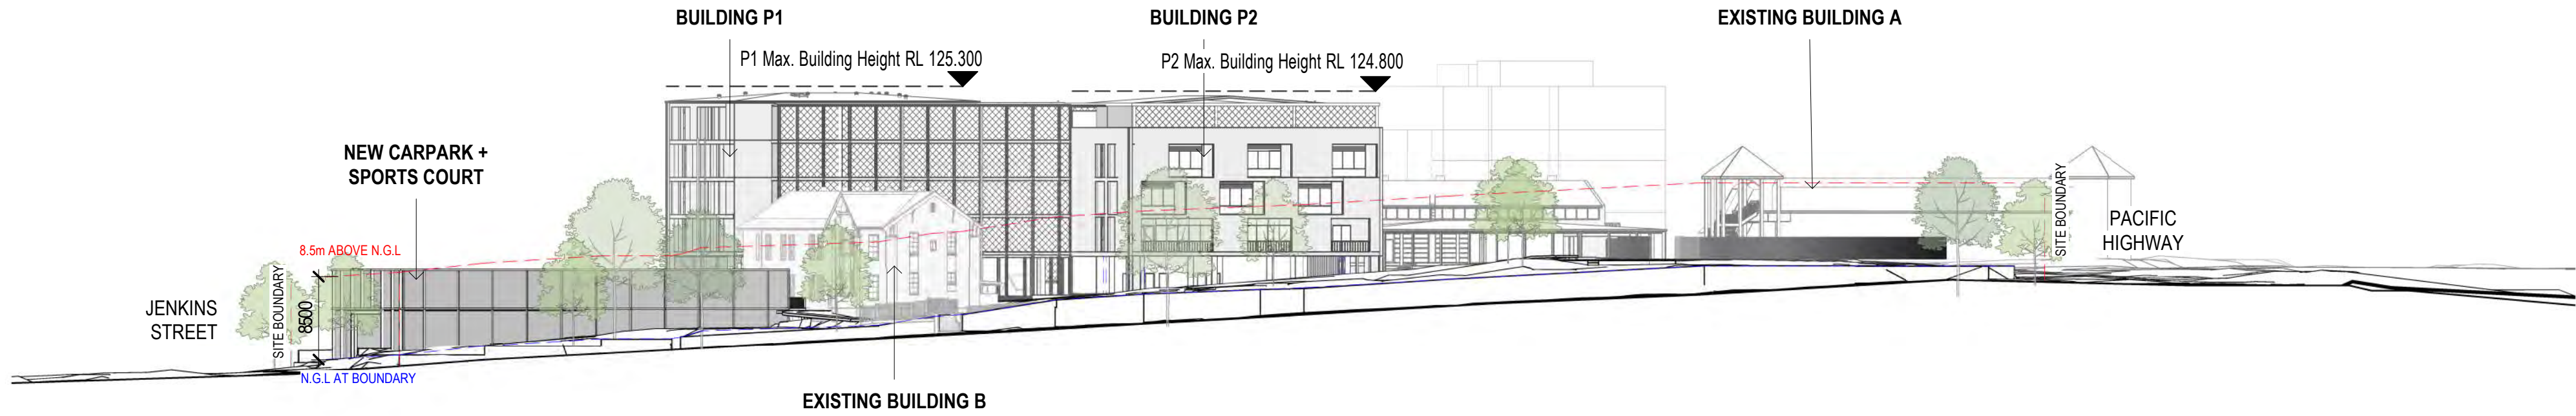 BUILDING P1
BUILDING P2
EXISTING BUILDING A
P1 Max. Building Height RL 125.300
P2 Max. Building Height RL 124.800
NEW CARPARK +
SPORTS COURT
8.5m ABOVE N.G.L
JENKINS
STREET
SITE BOUNDARY
8500
N.G.L AT BOUNDARY
SITE BOUNDARY
PACIFIC
HIGHWAY
EXISTING BUILDING B